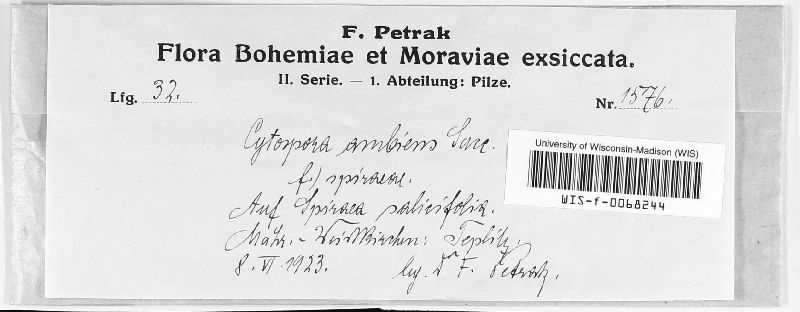 F. Petrak
Flora Bohemiae et Moraviae exsiccata.
II. Serie. — 1. Abteilung: Pilze.
Lfg. 32.
Nr. 1576.
Cytospora ambiens Sacc.
f.) spiraeae.
Auf Spiraea salicifolia.
Mähr.-Weisskirchen: Teplitz.
8. VI 1923.
leg. Dr F. Petrak.
University of Wisconsin-Madison (WIS)
WIS-f-0068244